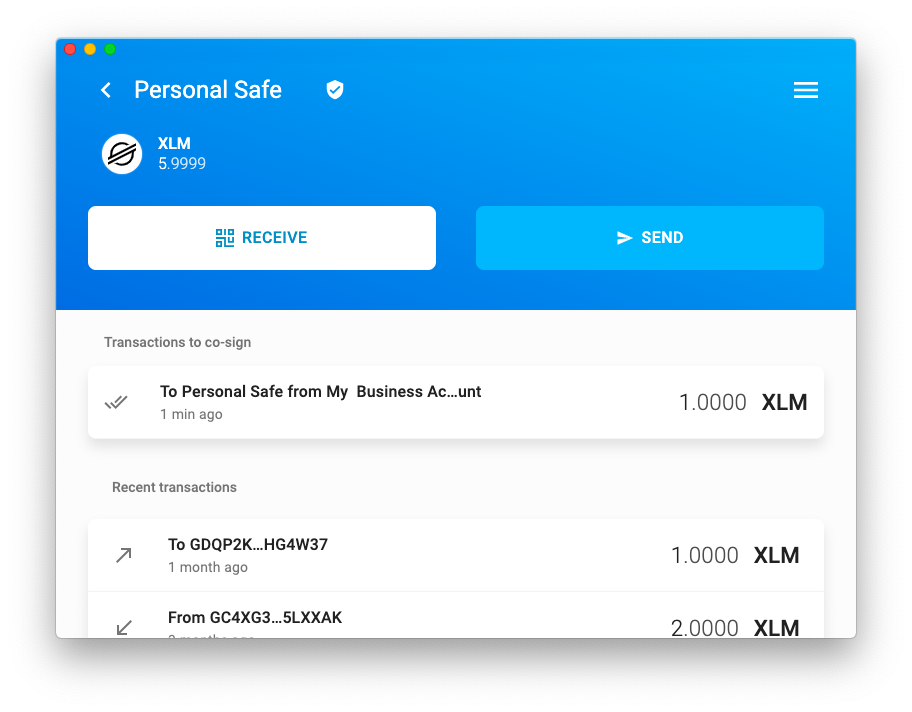 Personal Safe
XLM
5.9999
RECEIVE
SEND
Transactions to co-sign
To Personal Safe from My  Business Ac...unt
1 min ago
1.0000 XLM
Recent transactions
To GDQP2K...HG4W37
1 month ago
1.0000 XLM
From GC4XG3...5LXXAK
2.0000 XLM